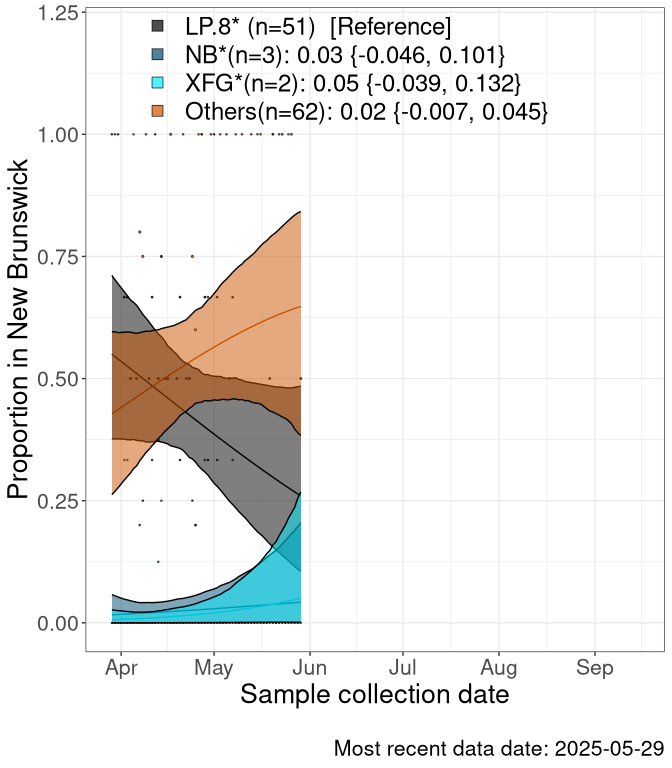 LP.8* (n=51)  [Reference]
NB*(n=3): 0.03 {-0.046, 0.101}
XFG*(n=2): 0.05 {-0.039, 0.132}
Others(n=62): 0.02 {-0.007, 0.045}
1.25
1.00
0.75
0.50
0.25
0.00
Proportion in New Brunswick
Apr May Jun Jul Aug Sep
Sample collection date
Most recent data date: 2025-05-29